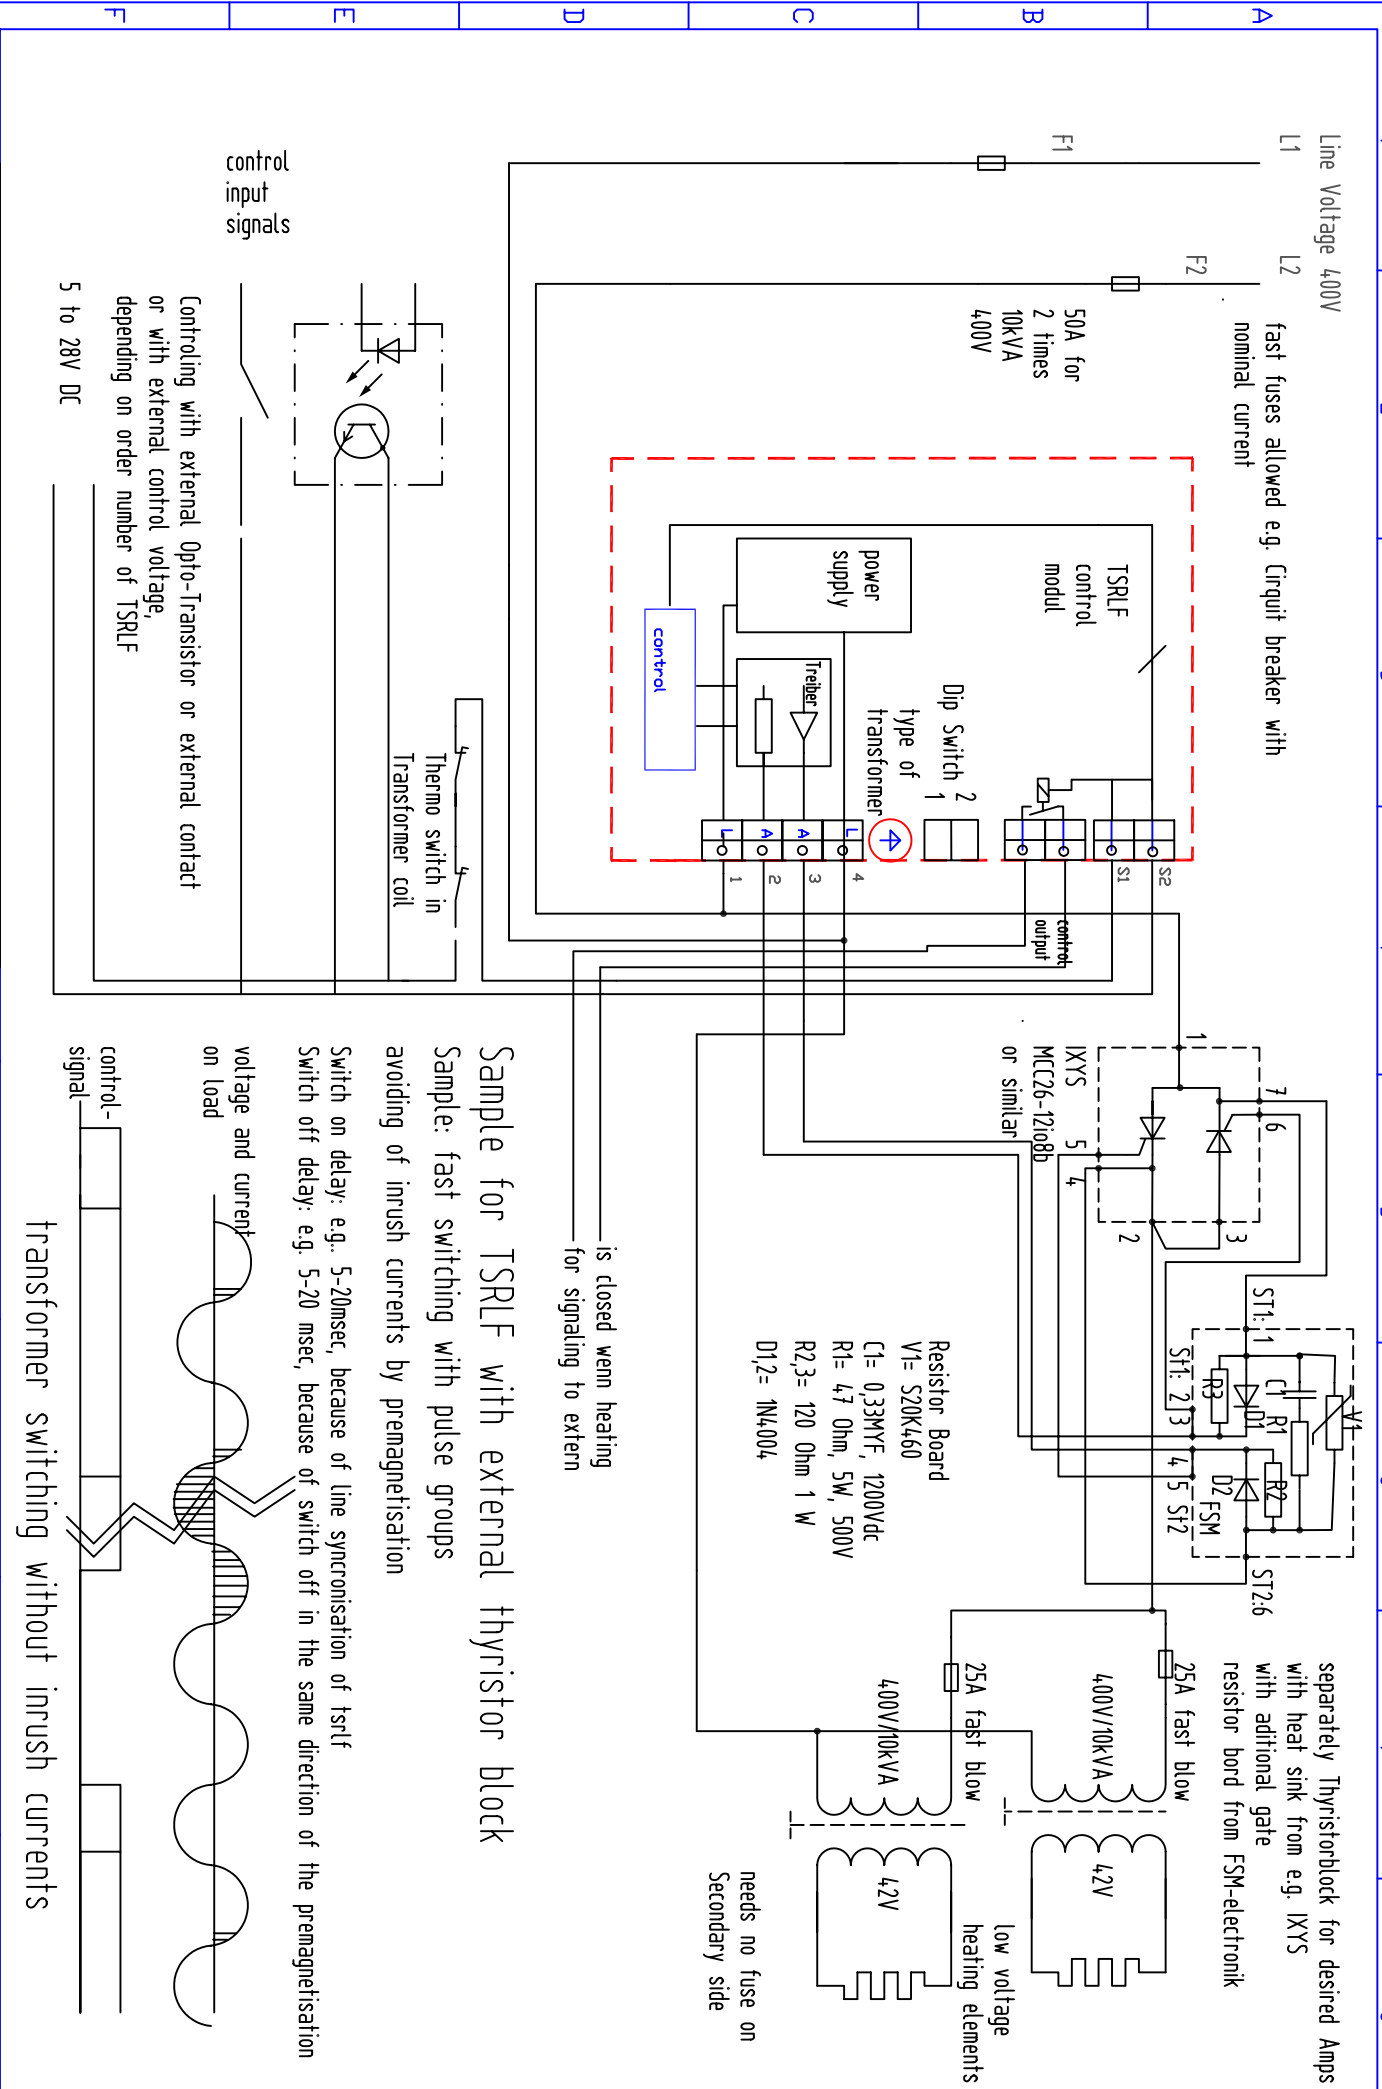 A
B
C
D
E
F
Line Voltage 400V
L1
L2
F1
F2
fast fuses allowed e.g. Cirquit breaker with
nominal current
50A for
2 times
10kVA
400V
TSRLF
control
modul
power
supply
Treiber
control
Dip Switch
2
1
type of
transformer
S2
S1
L
A
A
L
4
3
2
1
control
output
control
input
signals
Controling with external Opto-Transistor or external contact
or with external control voltage,
depending on order number of TSRLF
5 to 28V DC
Thermo switch in
Transformer coil
1
7
6
5
4
3
2
IXYS
MCC26-12io8b
or similar
ST1: 1
St1: 2 3
4 5 St2
ST2:6
V1
C1
R1
R3
D1
R2
D2
FSM
Resistor Board
V1= S20K460
C1= 0,33MYF, 1200Vdc
R1= 47 Ohm, 5W, 500V
R2,3= 120 Ohm 1 W
D1,2= 1N4004
is closed wenn heating
for signaling to extern
separately Thyristorblock for desired Amps
with heat sink from e.g. IXYS
with aditional gate
resistor bord from FSM-electronik
25A fast blow
400V/10kVA
42V
25A fast blow
400V/10kVA
42V
low voltage
heating elements
needs no fuse on
Secondary side
Sample for TSRLF with external thyristor block
Sample: fast switching with pulse groups
avoiding of inrush currents by premagnetisation
Switch on delay: e.g.. 5-20msec, because of line syncronisation of tsrlf
Switch off delay: e.g. 5-20 msec, because of switch off in the same direction of the premagnetisation
voltage and current
on load
control-
signal
transformer switching without inrush currents